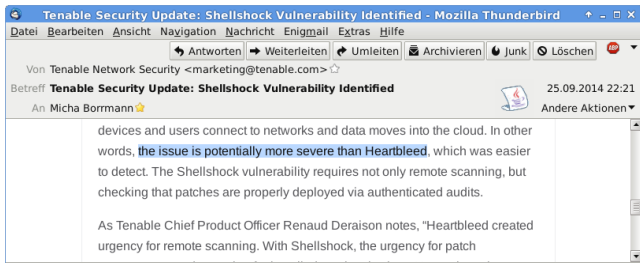 Tenable Security Update: Shellshock Vulnerability Identified - Mozilla Thunderbird
Datei Bearbeiten Ansicht Navigation Nachricht Enigmail Extras Hilfe
Antworten Weiterleiten Umleiten Archivieren Junk Löschen ABP
Von Tenable Network Security <marketing@tenable.com>
Betreff Tenable Security Update: Shellshock Vulnerability Identified 25.09.2014 22:21
An Micha Borrmann Andere Aktionen
devices and users connect to networks and data moves into the cloud. In other
words, the issue is potentially more severe than Heartbleed, which was easier
to detect. The Shellshock vulnerability requires not only remote scanning, but
checking that patches are properly deployed via authenticated audits.
As Tenable Chief Product Officer Renaud Deraison notes, “Heartbleed created
urgency for remote scanning. With Shellshock, the urgency for patch